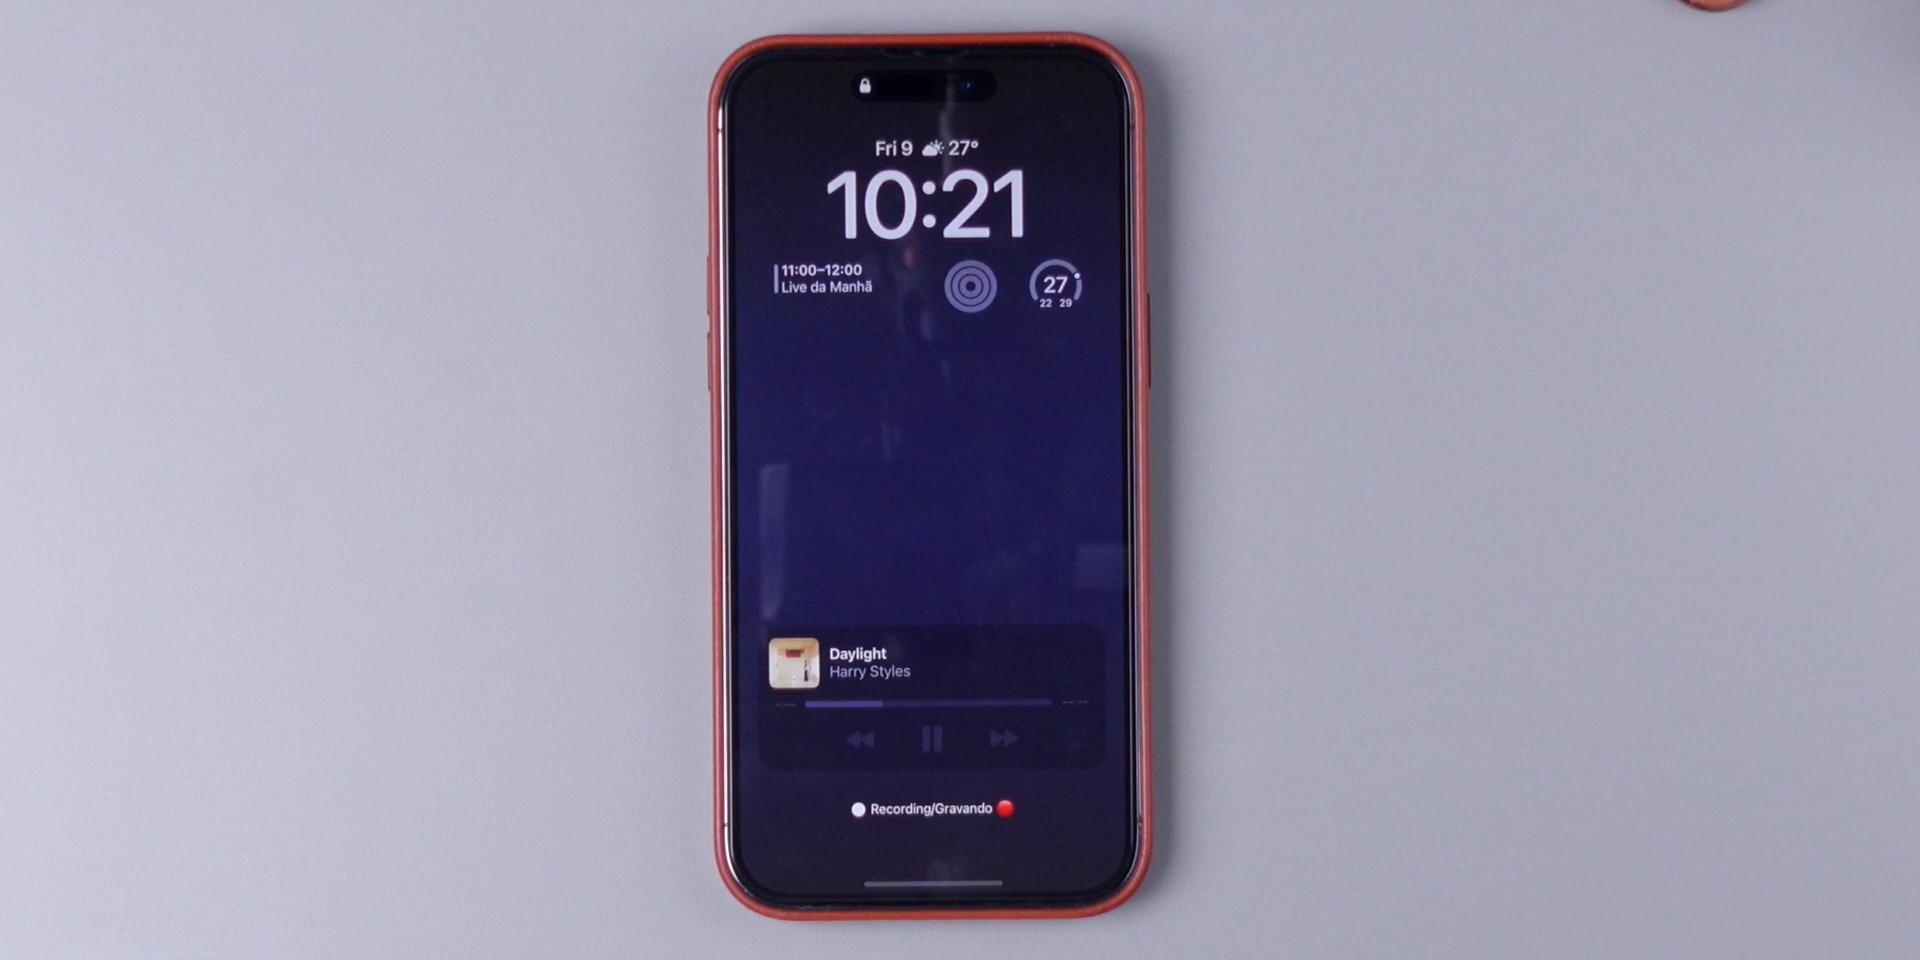 Fri 9 27°
10:21
11:00–12:00
Live da Manhã
27
22 29
Daylight
Harry Styles
Recording/Gravando